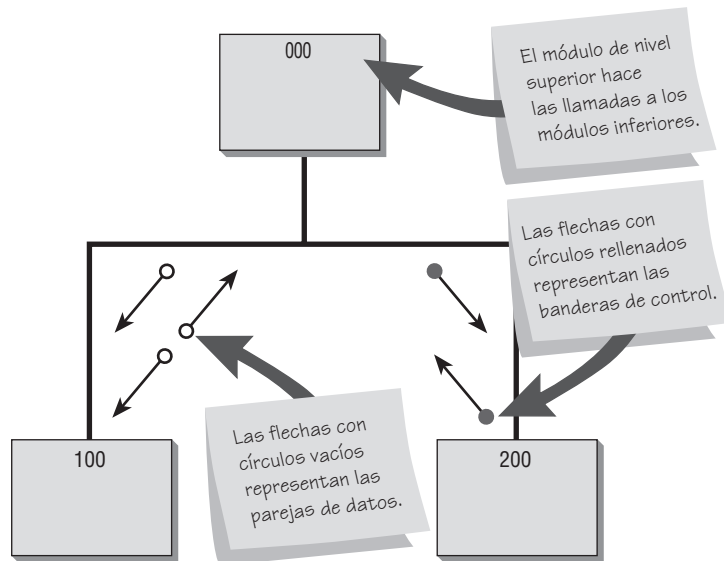 000
El módulo de nivel
superior hace
las llamadas a los
módulos inferiores.
Las flechas con
círculos rellenados
representan las
banderas de control.
Las flechas con
círculos vacíos
representan las
parejas de datos.
100
200